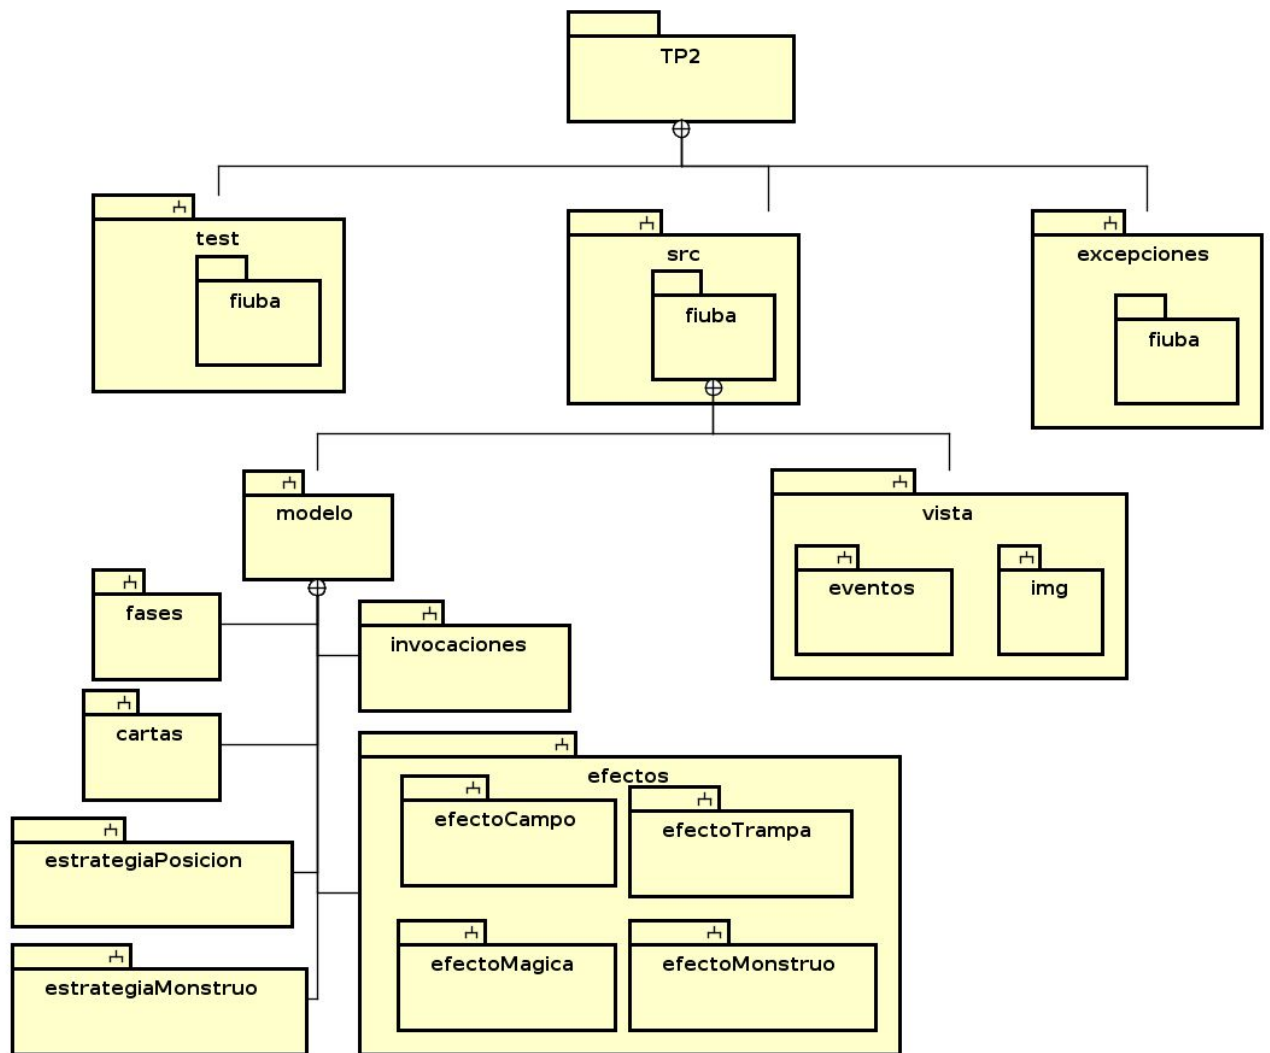 TP2
test
fiuba
src
fiuba
excepciones
fiuba
modelo
vista
eventos
img
fases
invocaciones
cartas
efectos
efectoCampo
efectoTrampa
estrategiaPosicion
efectoMagica
efectoMonstruo
estrategiaMonstruo